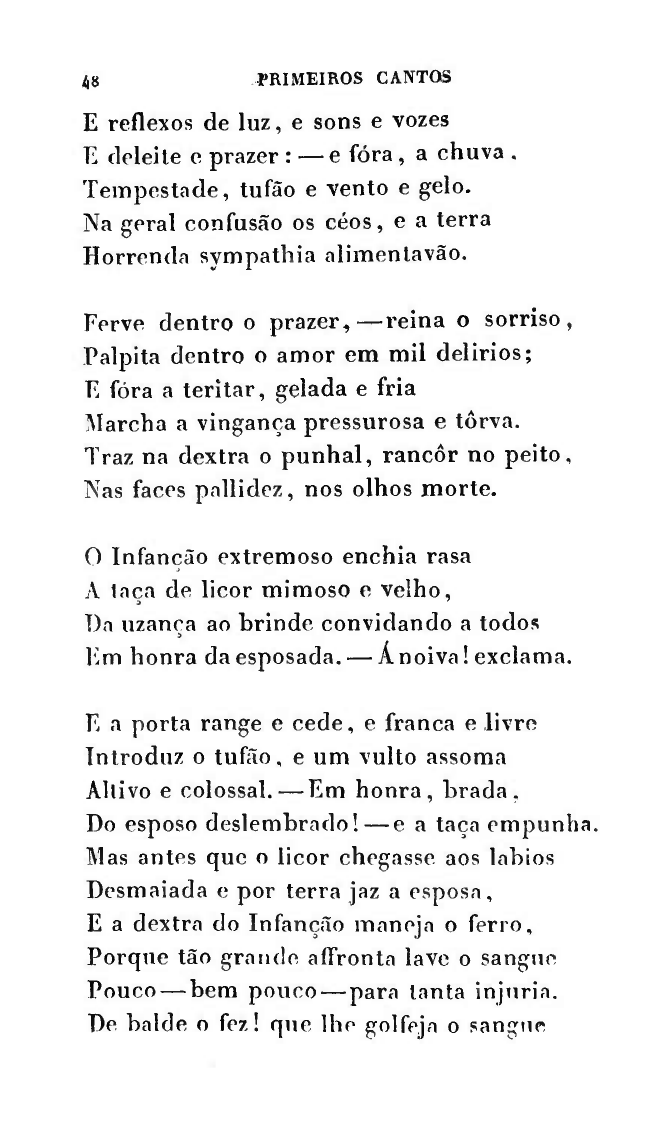 48 PRIMEIROS CANTOS
E reflexos de luz, e sons e vozes
E deleite e prazer : — e fóra, a chuva.
Tempestade, tufão e vento e gelo.
Na geral confusão os céos, e a terra
Horrenda sympathia alimentavão.
Ferve dentro o prazer, — reina o sorriso,
Palpita dentro o amor em mil delirios;
E fóra a teritar, gelada e fria
Marcha a vingança pressurosa e tôrva.
Traz na dextra o punhal, rancôr no peito,
Nas faces pallidez, nos olhos morte.
O Infanção extremoso enchia rasa
A taça de licor mimoso e velho,
Da uzança ao brinde convidando a todos
Em honra da esposada. — Á noiva! exclama.
E a porta range e cede, e franca e livre
Introduz o tufão, e um vulto assoma
Altivo e colossal. — Em honra, brada,
Do esposo deslembrado! — e a taça empunha.
Mas antes que o licor chegasse aos labios
Desmaiada e por terra jaz a esposa,
E a dextra do Infanção maneja o ferro,
Porque tão grande affronta lave o sangue
Pouco — bem pouco — para tanta injuria.
De balde o fez! que lhe golfeja o sangue